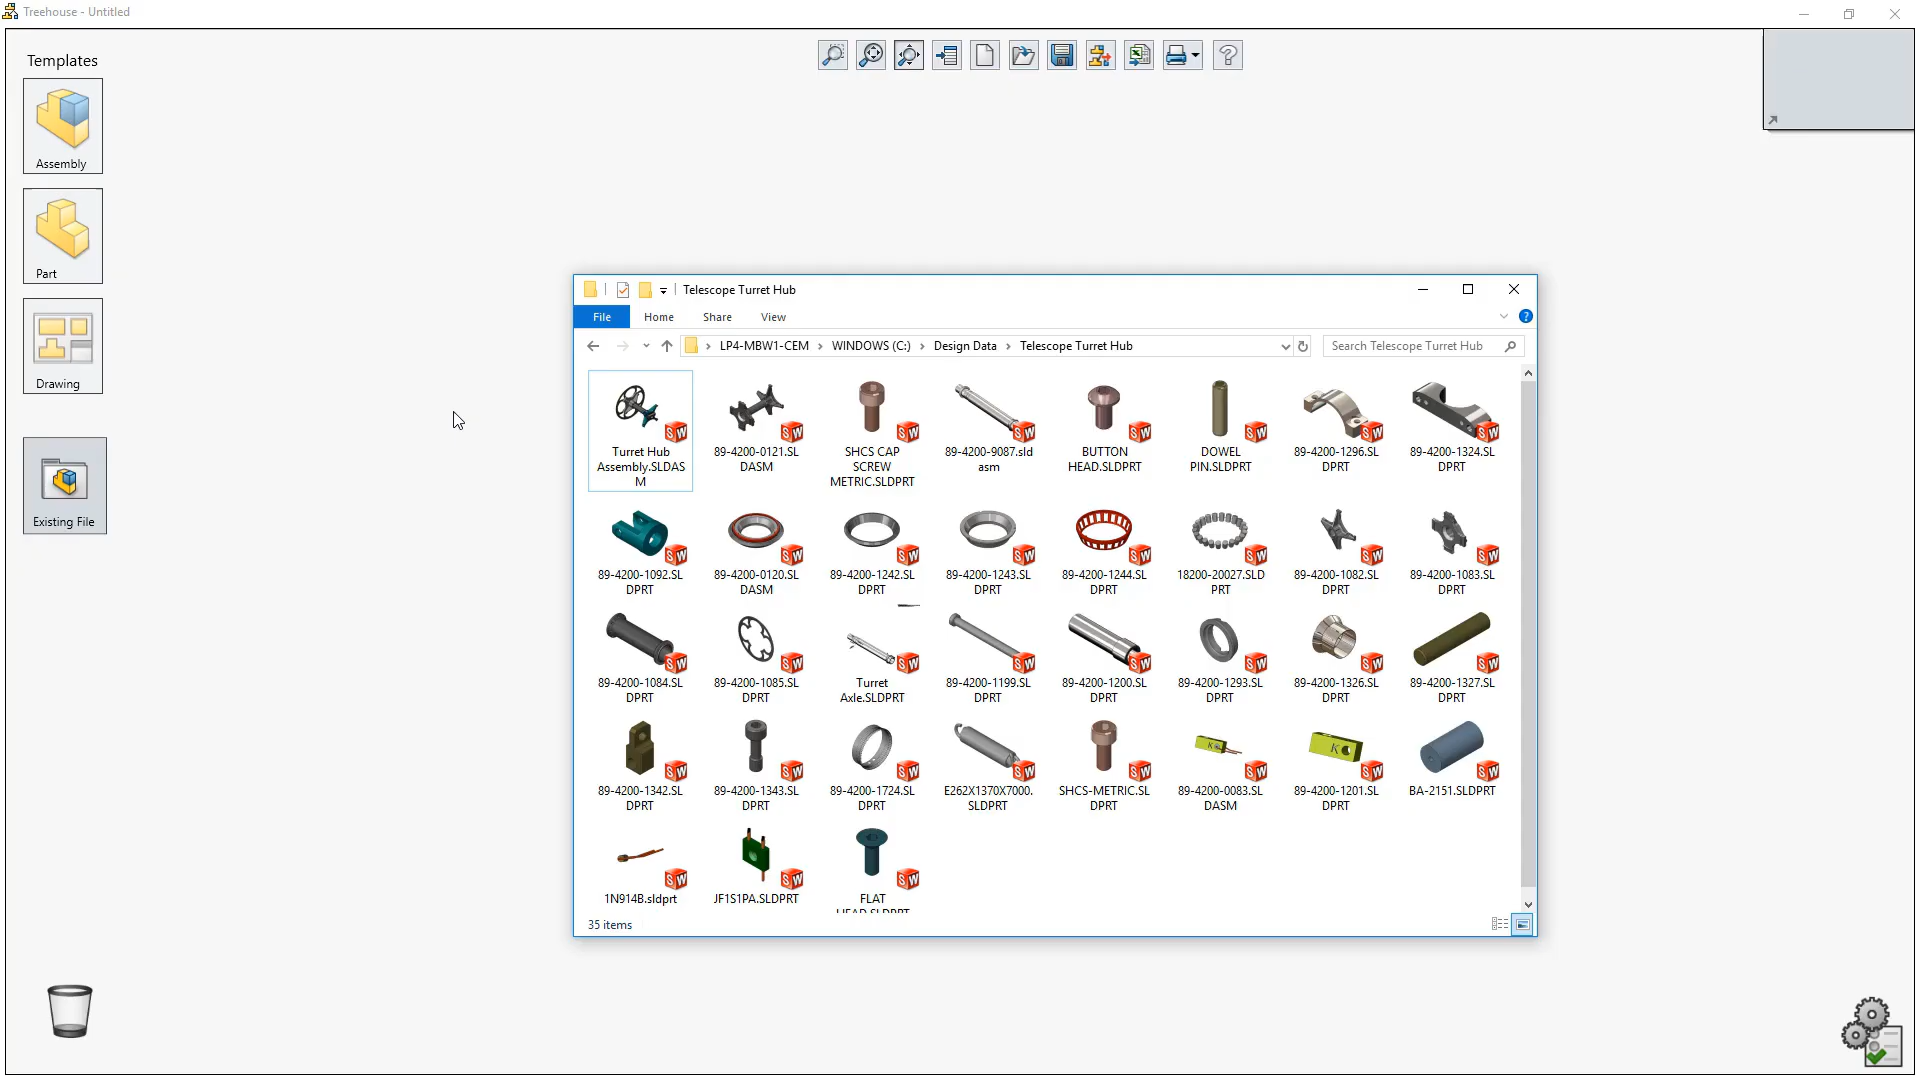 Treehouse - Untitled
Templates
Assembly
Part
Drawing
Existing File
Telescope Turret Hub
File Home Share View
LP4-MBW1-CEM › WINDOWS (C:) › Design Data › Telescope Turret Hub
Search Telescope Turret Hub
Turret Hub
Assembly.SLDAS
M
89-4200-0121.SL
DASM
SHCS CAP
SCREW
METRIC.SLDPRT
89-4200-9087.sld
asm
BUTTON
HEAD.SLDPRT
DOWEL
PIN.SLDPRT
89-4200-1296.SL
DPRT
89-4200-1324.SL
DPRT
89-4200-1092.SL
DPRT
89-4200-0120.SL
DASM
89-4200-1242.SL
DPRT
89-4200-1243.SL
DPRT
89-4200-1244.SL
DPRT
18200-20027.SLD
PRT
89-4200-1082.SL
DPRT
89-4200-1083.SL
DPRT
89-4200-1084.SL
DPRT
89-4200-1085.SL
DPRT
Turret
Axle.SLDPRT
89-4200-1199.SL
DPRT
89-4200-1200.SL
DPRT
89-4200-1293.SL
DPRT
89-4200-1326.SL
DPRT
89-4200-1327.SL
DPRT
89-4200-1342.SL
DPRT
89-4200-1343.SL
DPRT
89-4200-1724.SL
DPRT
E262X1370X7000.
SLDPRT
SHCS-METRIC.SL
DPRT
89-4200-0083.SL
DASM
89-4200-1201.SL
DPRT
BA-2151.SLDPRT
1N914B.sldprt
JF1S1PA.SLDPRT
FLAT
HEAD.SLDPRT
35 items